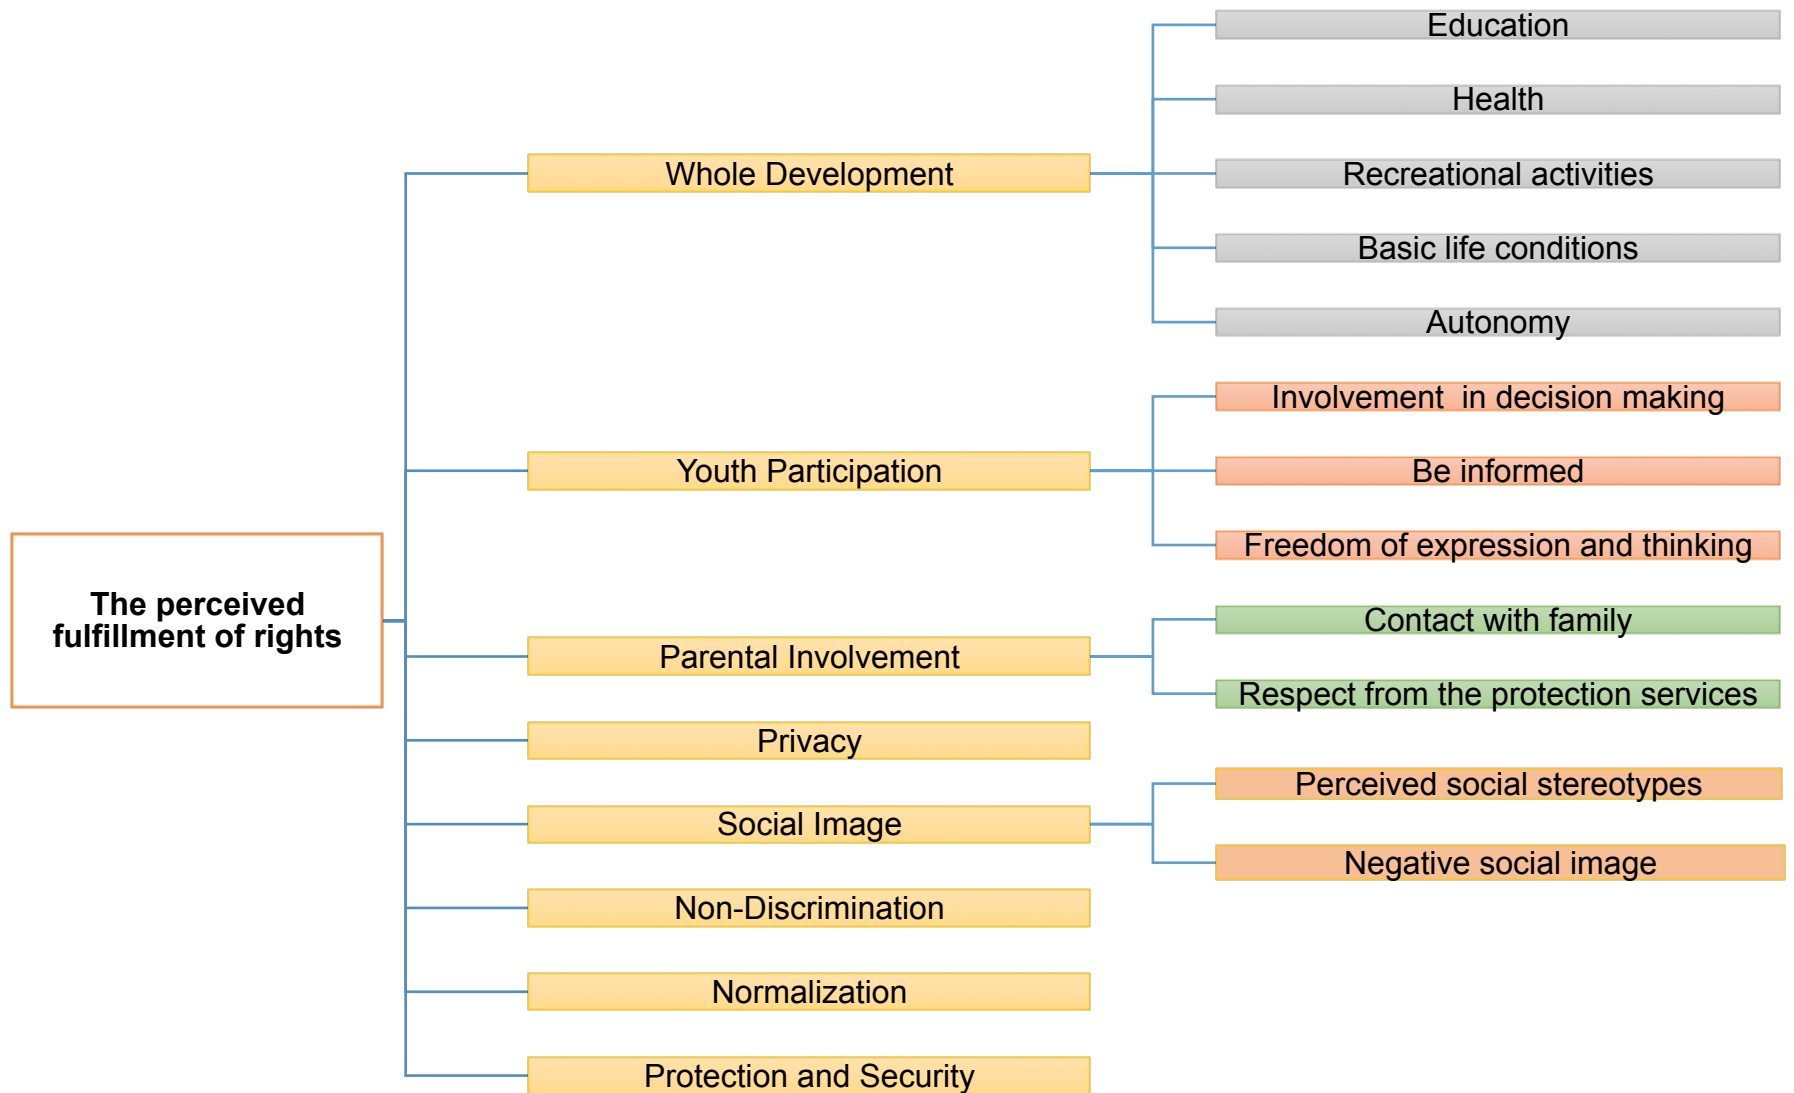 The perceived
fulfillment of rights
Whole Development
Education
Health
Recreational activities
Basic life conditions
Autonomy
Youth Participation
Involvement  in decision making
Be informed
Freedom of expression and thinking
Parental Involvement
Contact with family
Respect from the protection services
Privacy
Social Image
Perceived social stereotypes
Negative social image
Non-Discrimination
Normalization
Protection and Security